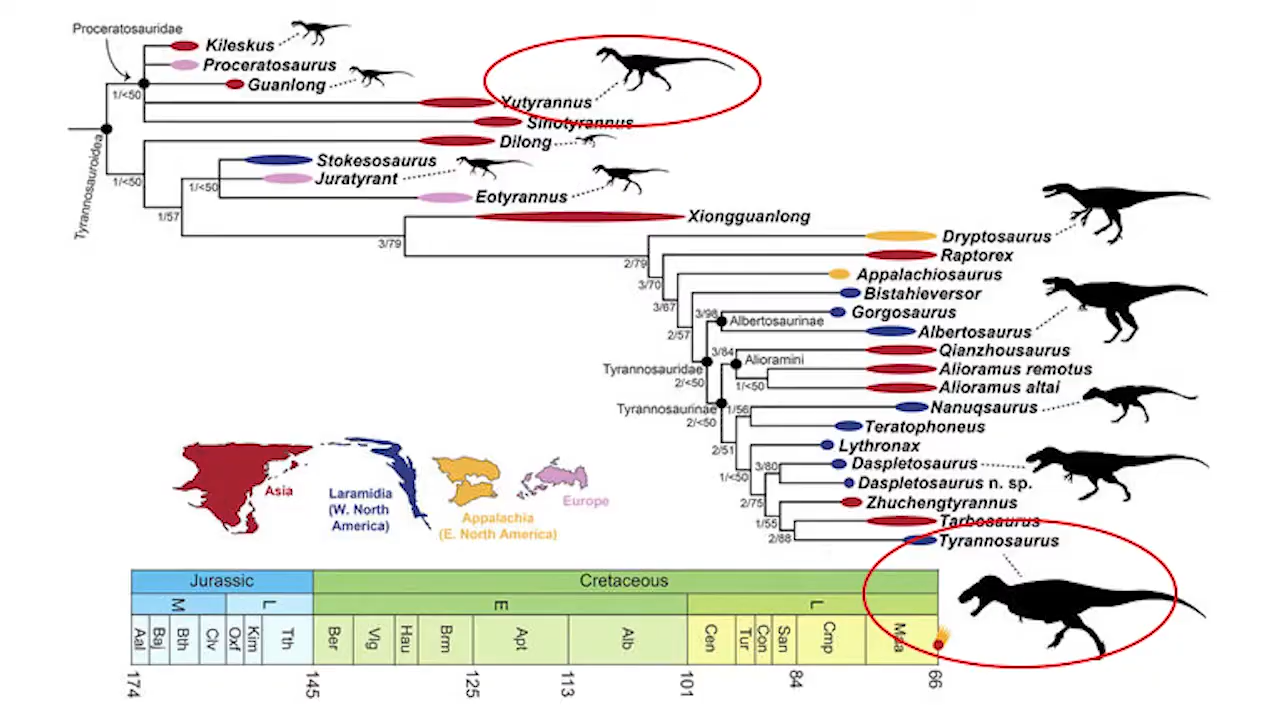 Proceratosauridae
Kileskus
Proceratosaurus
Guanlong
1/<50
Yutyrannus
Sinotyrannus
Tyrannosauroidea
Dilong
1/<50
Stokesosaurus
1/<50
Juratyrant
Eotyrannus
1/57
Xiongguanlong
3/79
Dryptosaurus
2/79
Raptorex
3/70
Appalachiosaurus
3/67
Bistahieversor
2/57
Gorgosaurus
3/98
Albertosaurinae
Albertosaurus
Qianzhousaurus
3/84
Alioramini
Tyrannosauridae
2/<50
Alioramus remotus
1/<50
Alioramus altai
Tyrannosaurinae
2/<50
1/56
Nanuqsaurus
Teratophoneus
2/51
Lythronax
1/<50
3/80
Daspletosaurus
Daspletosaurus n. sp.
2/75
Zhuchengtyrannus
1/55
Tarbosaurus
2/88
Tyrannosaurus
Asia
Laramidia
(W. North
America)
Appalachia
(E. North America)
Europe
Jurassic
Cretaceous
M
L
E
L
Aal
Baj
Bth
Clv
Oxf
Kim
Tth
Ber
Vlg
Hau
Brm
Apt
Alb
Cen
Tur
Con
San
Cmp
Maa
174
145
125
113
101
84
66